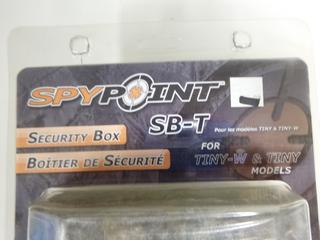 SPYPOINT
SB-T
Pour les modèles TINY & TINY-W
SECURITY BOX
BOÎTIER DE SÉCURITÉ
FOR
TINY-W & TINY
MODELS